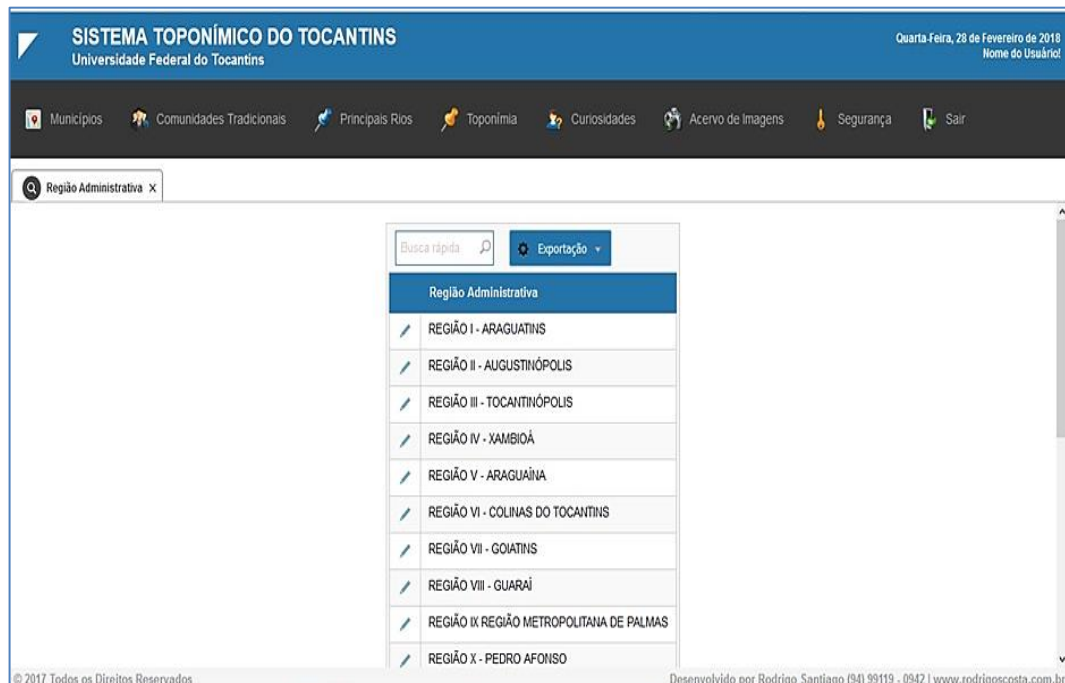 SISTEMA TOPONÍMICO DO TOCANTINS
Universidade Federal do Tocantins
Quarta-Feira, 28 de Fevereiro de 2018
Nome do Usuário!
Municípios Comunidades Tradicionais Principais Rios Toponímia Curiosidades Acervo de Imagens Segurança Sair
Região Administrativa X
Busca rápida Exportação
Região Administrativa
REGIÃO I - ARAGUATINS
REGIÃO II - AUGUSTINÓPOLIS
REGIÃO III - TOCANTINÓPOLIS
REGIÃO IV - XAMBIOÁ
REGIÃO V - ARAGUAÍNA
REGIÃO VI - COLINAS DO TOCANTINS
REGIÃO VII - GOIATINS
REGIÃO VIII - GUARAÍ
REGIÃO IX REGIÃO METROPOLITANA DE PALMAS
REGIÃO X - PEDRO AFONSO
© 2017 Todos os Direitos Reservados Desenvolvido por Rodrigo Santiago (94) 99119 - 0942 | www.rodrigoscosta.com.br